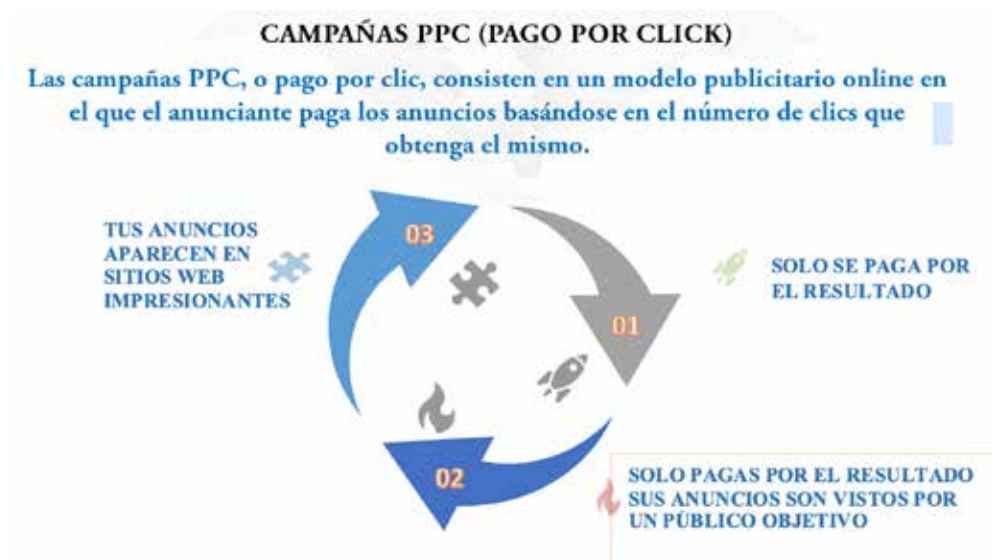 CAMPAÑAS PPC (PAGO POR CLICK)
Las campañas PPC, o pago por clic, consisten en un modelo publicitario online en
el que el anunciante paga los anuncios basándose en el número de clics que
obtenga el mismo.
TUS ANUNCIOS
APARECEN EN
SITIOS WEB
IMPRESIONANTES
03
SOLO SE PAGA POR
EL RESULTADO
01
02
SOLO PAGAS POR EL RESULTADO
SUS ANUNCIOS SON VISTOS POR
UN PÚBLICO OBJETIVO